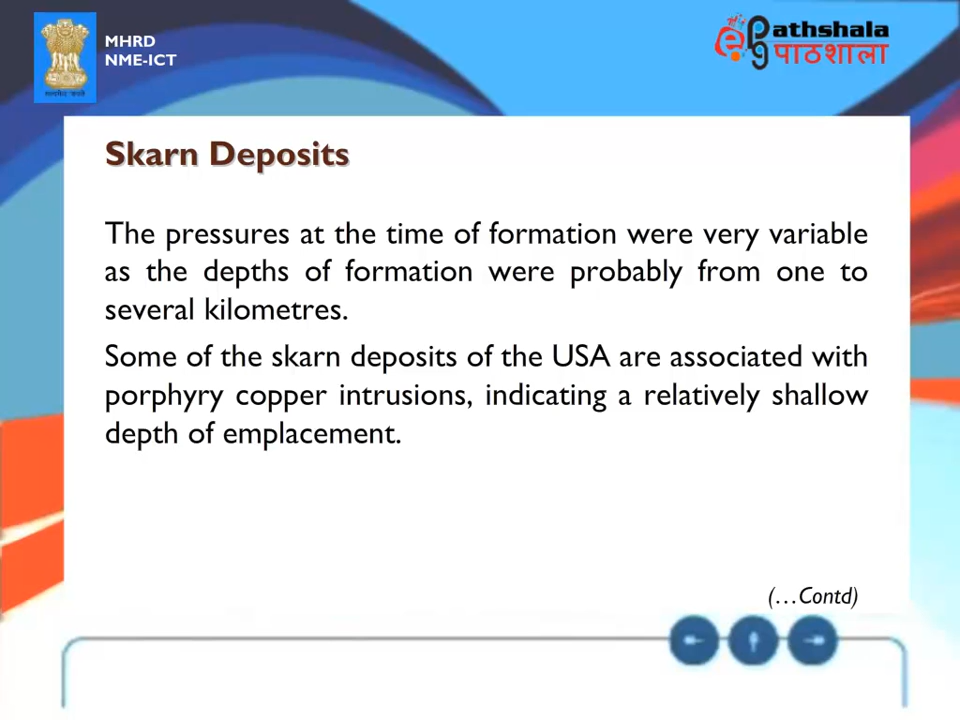 MHRD
NME-ICT
e pg Pathshala
पाठशाला
Skarn Deposits
The pressures at the time of formation were very variable
as the depths of formation were probably from one to
several kilometres.
Some of the skarn deposits of the USA are associated with
porphyry copper intrusions, indicating a relatively shallow
depth of emplacement.
(…Contd)